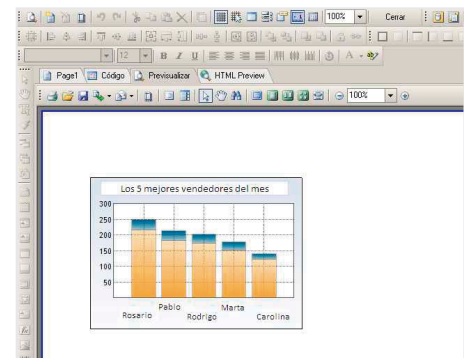 100% Cerrar
12 B Z U A
Page1 Código Previsualizar HTML Preview
100%
Los 5 mejores vendedores del mes
300
250
200
150
100
50
Rosario Pablo Rodrigo Marta Carolina